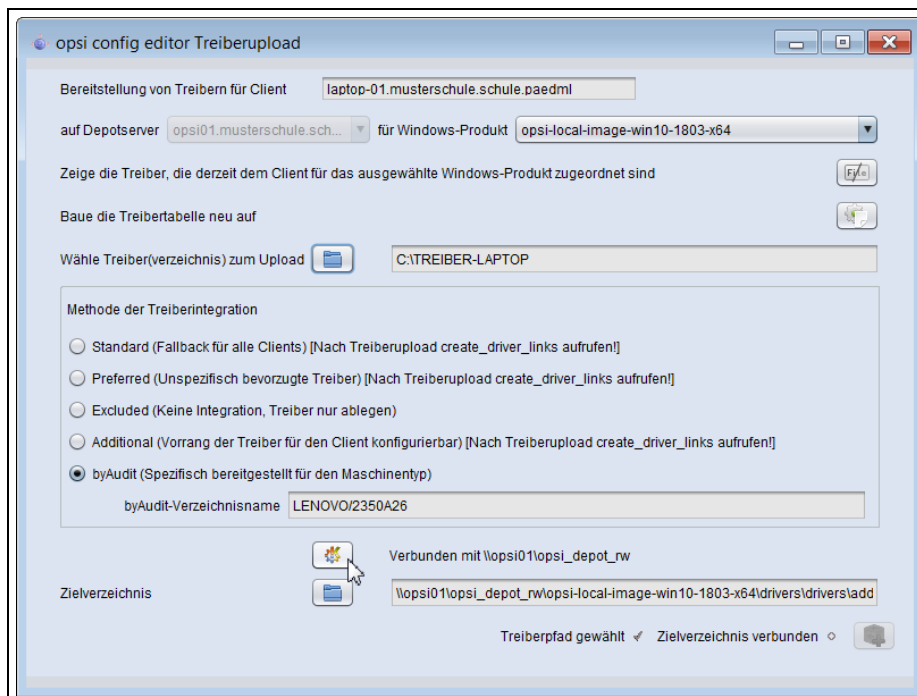 opsi config editor Treiberupload
Bereitstellung von Treibern für Client laptop-01.musterschule.schule.paedml
auf Depotserver opsi01.musterschule.sch... für Windows-Produkt opsi-local-image-win10-1803-x64
Zeige die Treiber, die derzeit dem Client für das ausgewählte Windows-Produkt zugeordnet sind
Baue die Treibertabelle neu auf
Wähle Treiber(verzeichnis) zum Upload C:\TREIBER-LAPTOP
Methode der Treiberintegration
Standard (Fallback für alle Clients) [Nach Treiberupload create_driver_links aufrufen!]
Preferred (Unspezifisch bevorzugte Treiber) [Nach Treiberupload create_driver_links aufrufen!]
Excluded (Keine Integration, Treiber nur ablegen)
Additional (Vorrang der Treiber für den Client konfigurierbar) [Nach Treiberupload create_driver_links aufrufen!]
byAudit (Spezifisch bereitgestellt für den Maschinentyp)
byAudit-Verzeichnisname LENOVO/2350A26
Verbunden mit \\opsi01\opsi_depot_rw
Zielverzeichnis \\opsi01\opsi_depot_rw\opsi-local-image-win10-1803-x64\drivers\drivers\add
Treiberpfad gewählt Zielverzeichnis verbunden